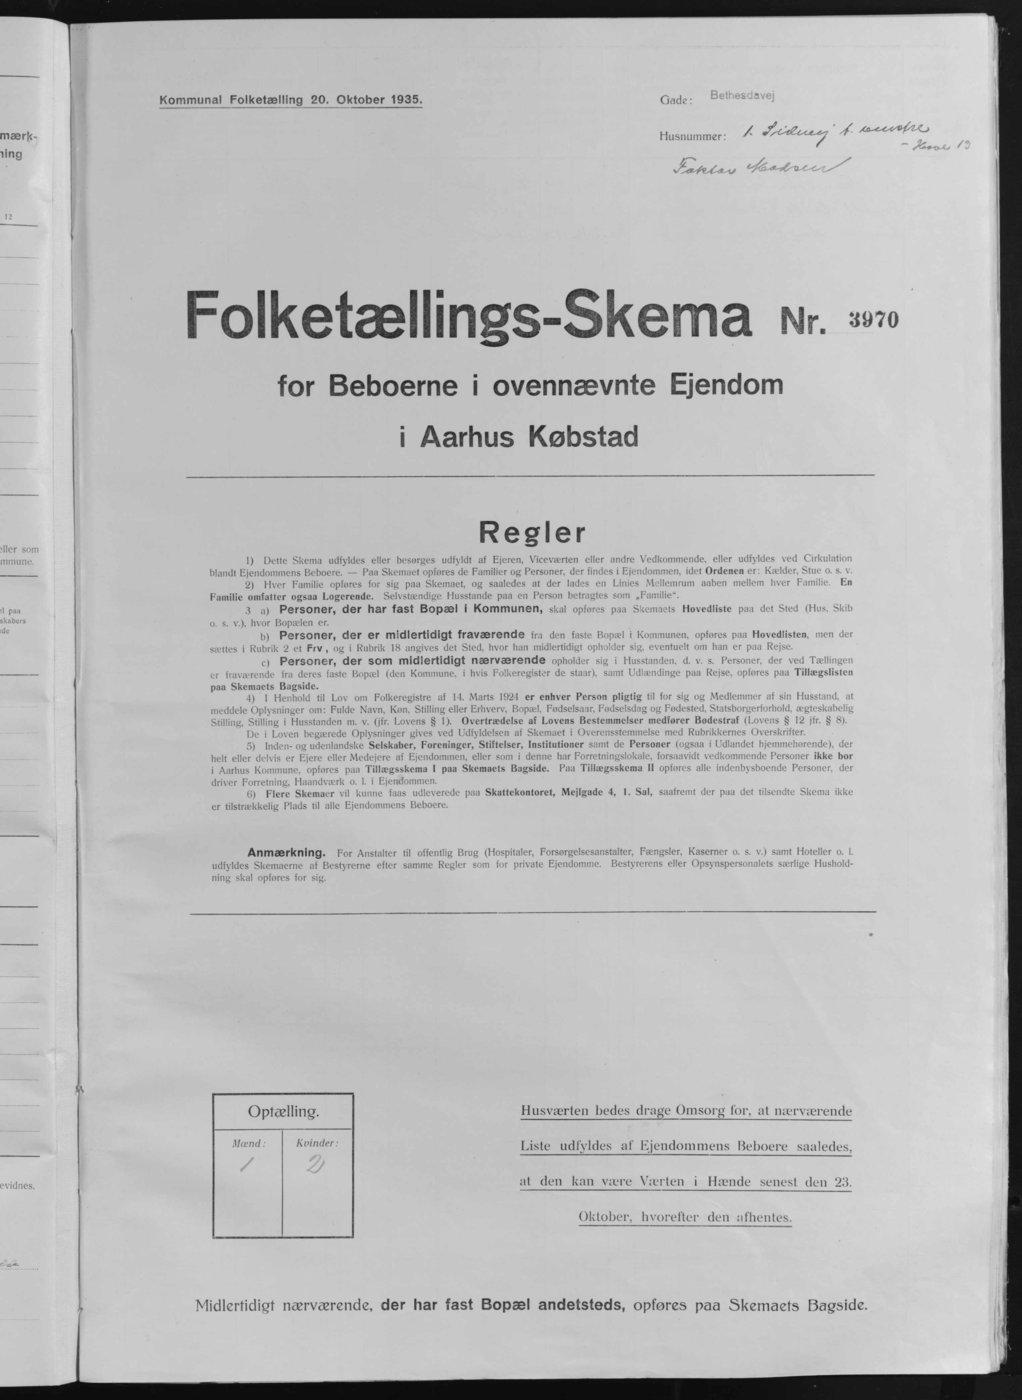 mærk-
ning
12
eller som
mmune.
el paa
skabers
de
evidnes.
Kommunal Folketælling 20. Oktober 1935.
Gade: Bethesdavej
Husnummer: 1. Sidevej t. venstre
- Huse 13
Faktor Madsen
Folketællings-Skema Nr. 3970
for Beboerne i ovennævnte Ejendom
i Aarhus Købstad
Regler
1) Dette Skema udfyldes eller besørges udfyldt af Ejeren, Viceværten eller andre Vedkommende, eller udfyldes ved Cirkulation
blandt Ejendommens Beboere. — Paa Skemaet opføres de Familier og Personer, der findes i Ejendommen, idet Ordenen er: Kælder, Stue o. s. v.
2) Hver Familie opføres for sig paa Skemaet, og saaledes at der lades en Linies Mellemrum aaben mellem hver Familie. En
Familie omfatter ogsaa Logerende. Selvstændige Husstande paa en Person betragtes som „Familie“.
3 a) Personer, der har fast Bopæl i Kommunen, skal opføres paa Skemaets Hovedliste paa det Sted (Hus, Skib
o. s. v.), hvor Bopælen er.
b) Personer, der er midlertidigt fraværende fra den faste Bopæl i Kommunen, opføres paa Hovedlisten, men der
sættes i Rubrik 2 et Frv, og i Rubrik 18 angives det Sted, hvor han midlertidigt opholder sig, eventuelt om han er paa Rejse.
c) Personer, der som midlertidigt nærværende opholder sig i Husstanden, d. v. s. Personer, der ved Tællingen
er fraværende fra deres faste Bopæl (den Kommune, i hvis Folkeregister de staar), samt Udlændinge paa Rejse, opføres paa Tillægslisten
paa Skemaets Bagside.
4) I Henhold til Lov om Folkeregistre af 14. Marts 1924 er enhver Person pligtig til for sig og Medlemmer af sin Husstand, at
meddele Oplysninger om: Fulde Navn, Køn, Stilling eller Erhverv, Bopæl, Fødselsaar, Fødselsdag og Fødested, Statsborgerforhold, ægteskabelig
Stilling, Stilling i Husstanden m. v. (jfr. Lovens § 1). Overtrædelse af Lovens Bestemmelser medfører Bødestraf (Lovens § 12 jfr. § 8).
De i Loven begærede Oplysninger gives ved Udfyldelsen af Skemaet i Overensstemmelse med Rubrikkernes Overskrifter.
5) Inden- og udenlandske Selskaber, Foreninger, Stiftelser, Institutioner samt de Personer (ogsaa i Udlandet hjemmehørende), der
helt eller delvis er Ejere eller Medejere af Ejendommen, eller som i denne har Forretningslokale, forsaavidt vedkommende Personer ikke bor
i Aarhus Kommune, opføres paa Tillægsskema I paa Skemaets Bagside. Paa Tillægsskema II opføres alle indenbysboende Personer, der
driver Forretning, Haandværk o. l. i Ejendommen.
6) Flere Skemaer vil kunne faas udleverede paa Skattekontoret, Mejlgade 4, 1. Sal, saafremt der paa det tilsendte Skema ikke
er tilstrækkelig Plads til alle Ejendommens Beboere.
Anmærkning. For Anstalter til offentlig Brug (Hospitaler, Forsørgelsesanstalter, Fængsler, Kaserner o. s. v.) samt Hoteller o. l.
udfyldes Skemaerne af Bestyrerne efter samme Regler som for private Ejendomme. Bestyrerens eller Opsynspersonalets særlige Hushold-
ning skal opføres for sig.
Optælling.
Mænd: Kvinder:
1 2
Husværten bedes drage Omsorg for, at nærværende
Liste udfyldes af Ejendommens Beboere saaledes,
at den kan være Værten i Hænde senest den 23.
Oktober, hvorefter den afhentes.
Midlertidigt nærværende, der har fast Bopæl andetsteds, opføres paa Skemaets Bagside.